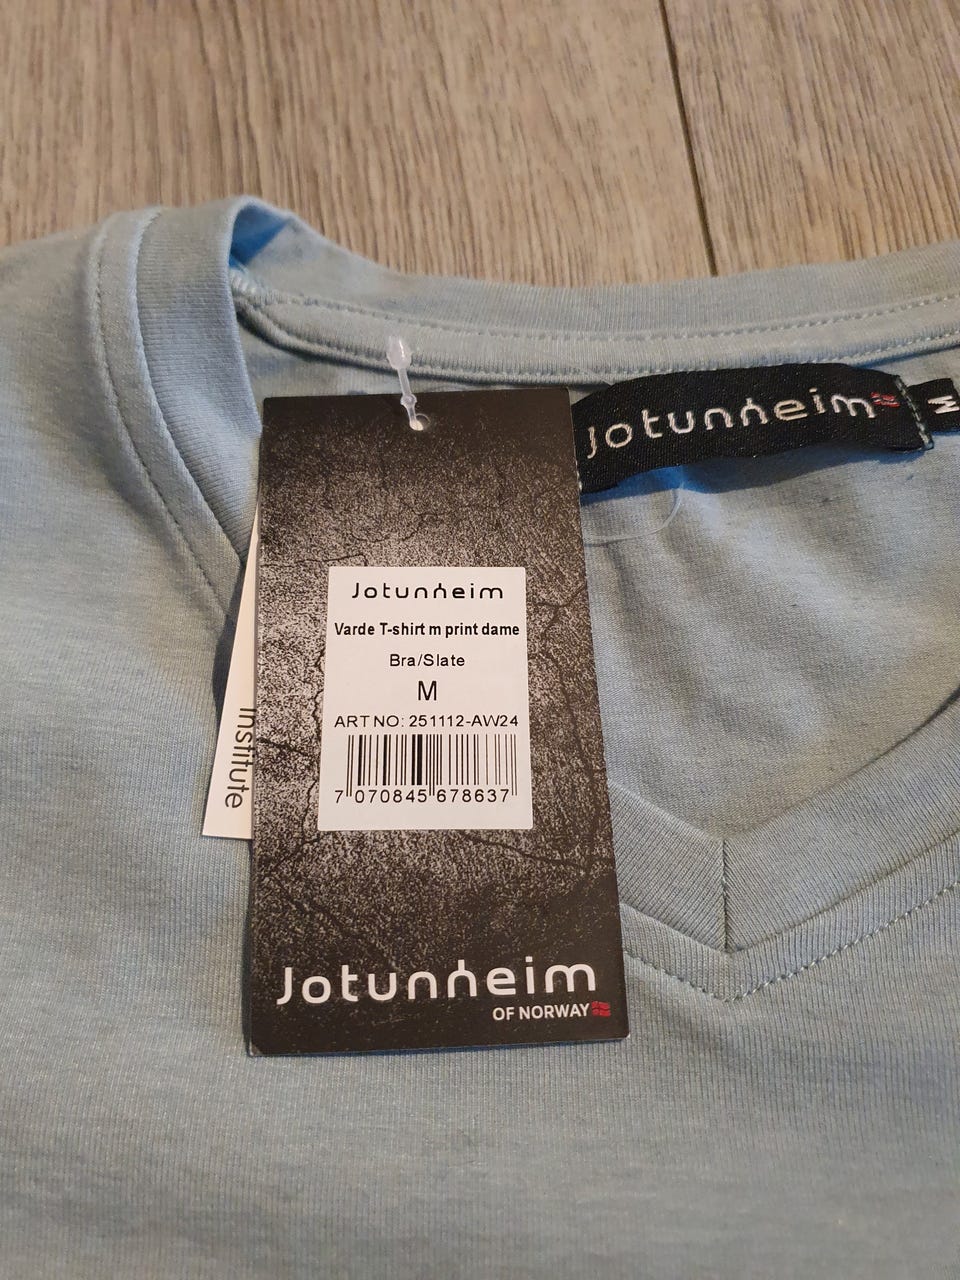 Jotunheim
M
Jotunheim
Varde T-shirt m print dame
Bra/Slate
M
ART NO: 251112-AW24
7 070845 678637
Institute
Jotunheim
OF NORWAY